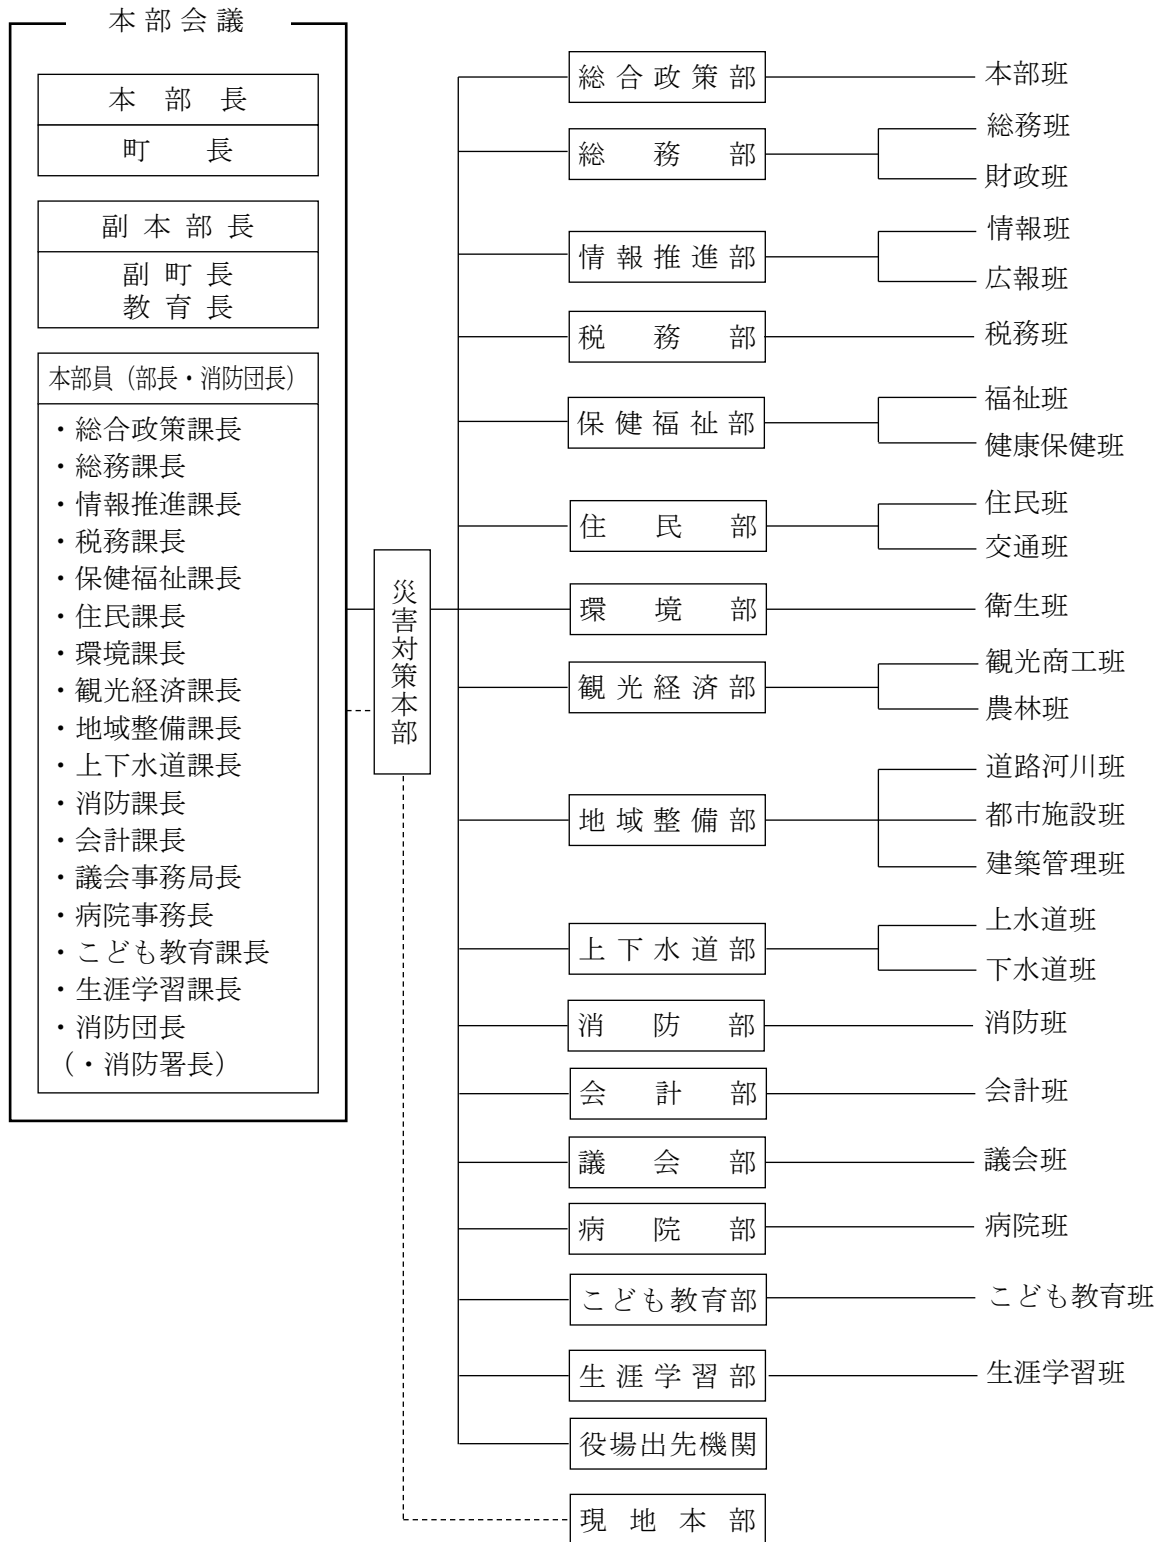 本部会議
本部長
町長
副本部長
副町長
教育長
本部員（部長・消防団長）
・総合政策課長
・総務課長
・情報推進課長
・税務課長
・保健福祉課長
・住民課長
・環境課長
・観光経済課長
・地域整備課長
・上下水道課長
・消防課長
・会計課長
・議会事務局長
・病院事務長
・こども教育課長
・生涯学習課長
・消防団長
（・消防署長）
災害対策本部
総合政策部
本部班
総務部
総務班
財政班
情報推進部
情報班
広報班
税務部
税務班
保健福祉部
福祉班
健康保健班
住民部
住民班
交通班
環境部
衛生班
観光経済部
観光商工班
農林班
地域整備部
道路河川班
都市施設班
建築管理班
上下水道部
上水道班
下水道班
消防部
消防班
会計部
会計班
議会部
議会班
病院部
病院班
こども教育部
こども教育班
生涯学習部
生涯学習班
役場出先機関
現地本部